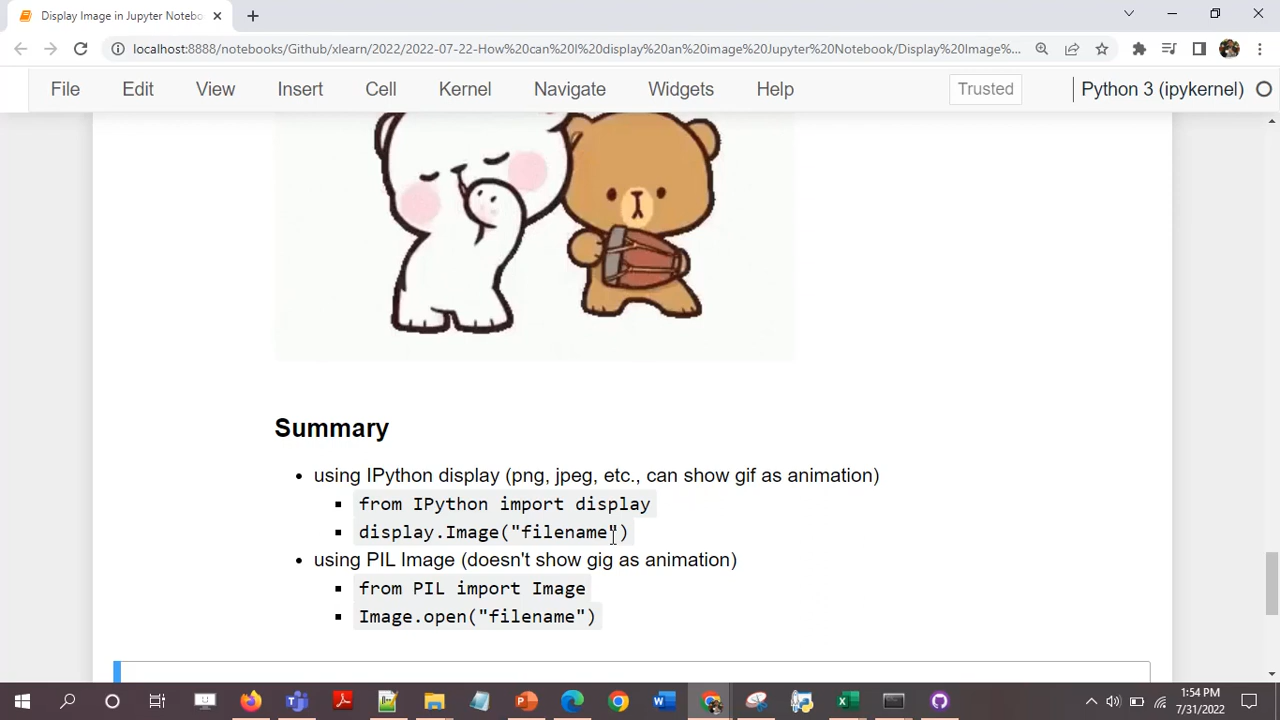 Display Image in Jupyter Notebo
localhost:8888/notebooks/Github/xlearn/2022/2022-07-22-How%20can%20I%20display%20an%20image%20Jupyter%20Notebook/Display%20Image%...
File Edit View Insert Cell Kernel Navigate Widgets Help Trusted Python 3 (ipykernel)
Summary
• using IPython display (png, jpeg, etc., can show gif as animation)
▪ from IPython import display
▪ display.Image("filename")
• using PIL Image (doesn't show gig as animation)
▪ from PIL import Image
▪ Image.open("filename")
1:54 PM
7/31/2022